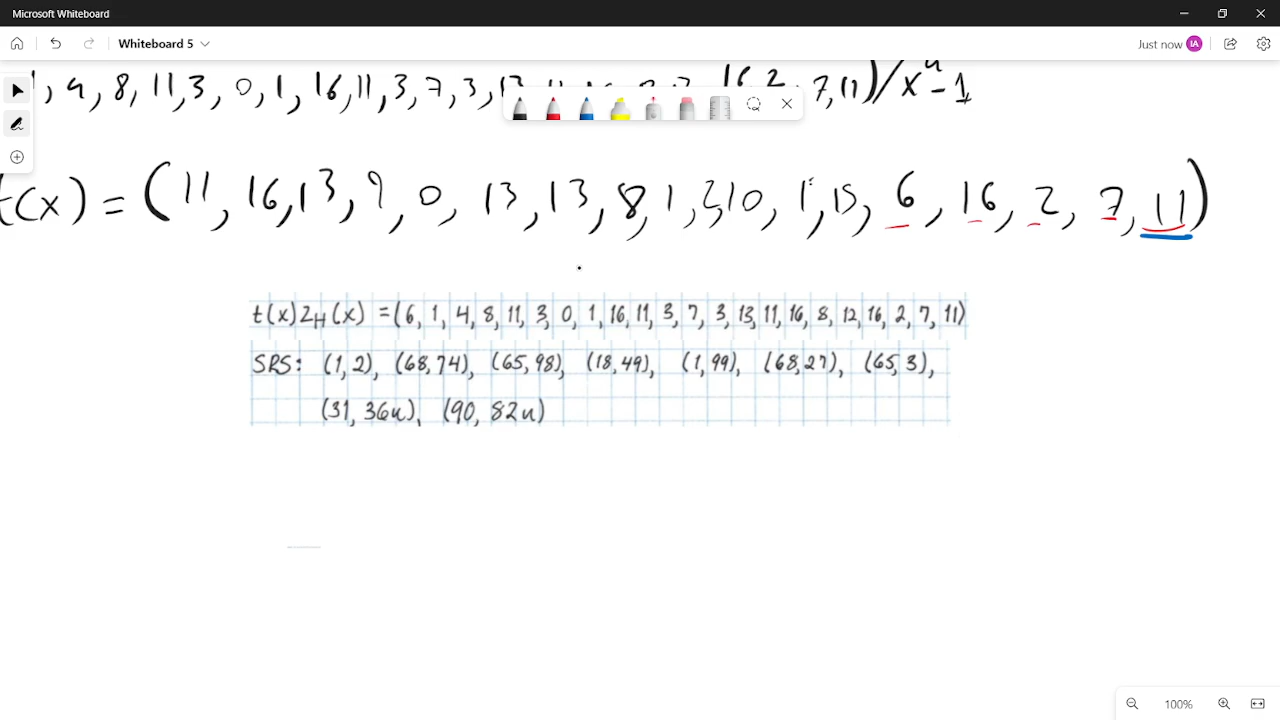 Microsoft Whiteboard
Whiteboard 5
Just now IA
, 4, 8, 11, 3, 0, 1, 16, 11, 3, 7, 3, 13, 16, 2, 7, 11)/x⁴-1
t(x) = (11, 16, 13, 9, 0, 13, 13, 8, 1, 2, 10, 1, 15, 6, 16, 2, 7, 11)
t(x)Z_H(x) = (6, 1, 4, 8, 11, 3, 0, 1, 16, 11, 3, 7, 3, 13, 11, 16, 8, 12, 16, 2, 7, 11)
SRS: (1, 2), (68, 74), (65, 98), (18, 49), (1, 99), (68, 27), (65, 3),
(31, 36u), (90, 82u)
100%